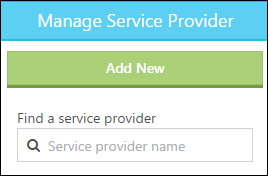 Manage Service Provider
Add New
Find a service provider
Service provider name